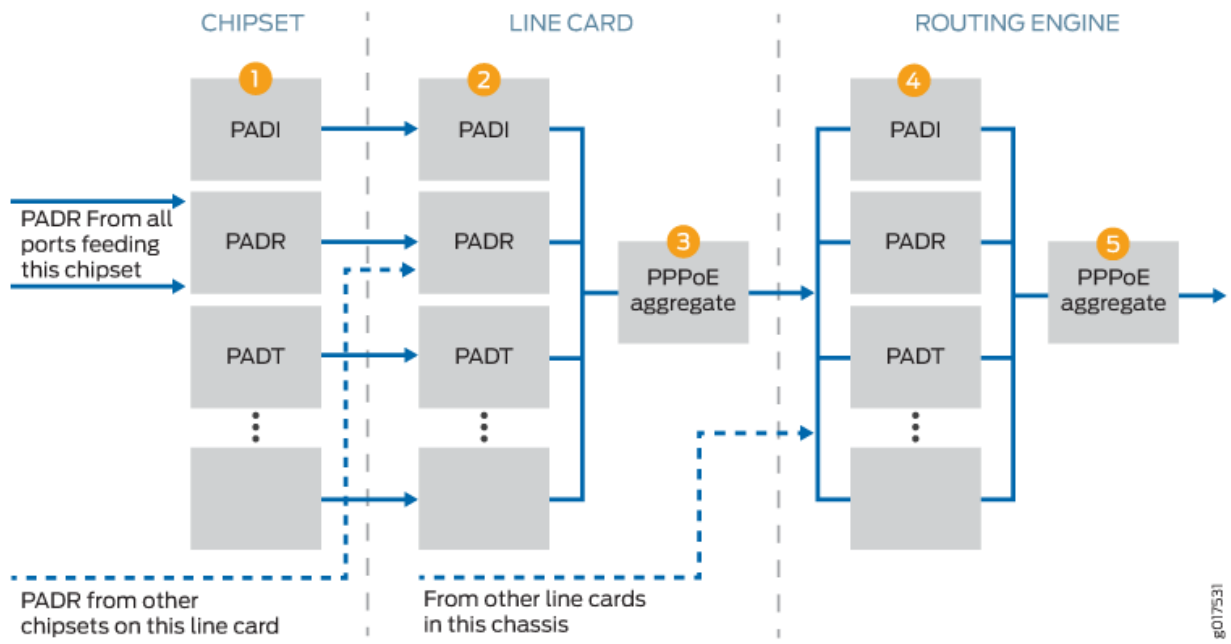 CHIPSET
LINE CARD
ROUTING ENGINE
1
PADI
2
PADI
4
PADI
PADR From all
ports feeding
this chipset
PADR
PADR
3
PPPoE
aggregate
PADR
5
PPPoE
aggregate
PADT
PADT
PADT
PADR from other
chipsets on this line card
From other line cards
in this chassis
g017531